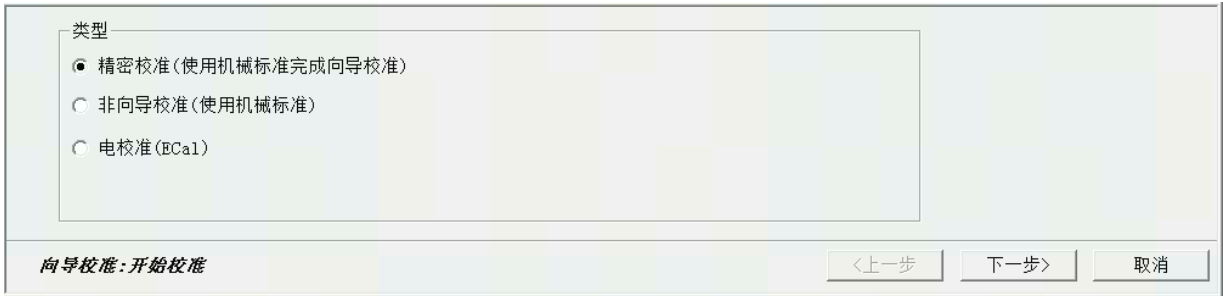 类型
精密校准(使用机械标准完成向导校准)
非向导校准(使用机械标准)
电校准(ECal)
向导校准:开始校准
<上一步
下一步>
取消